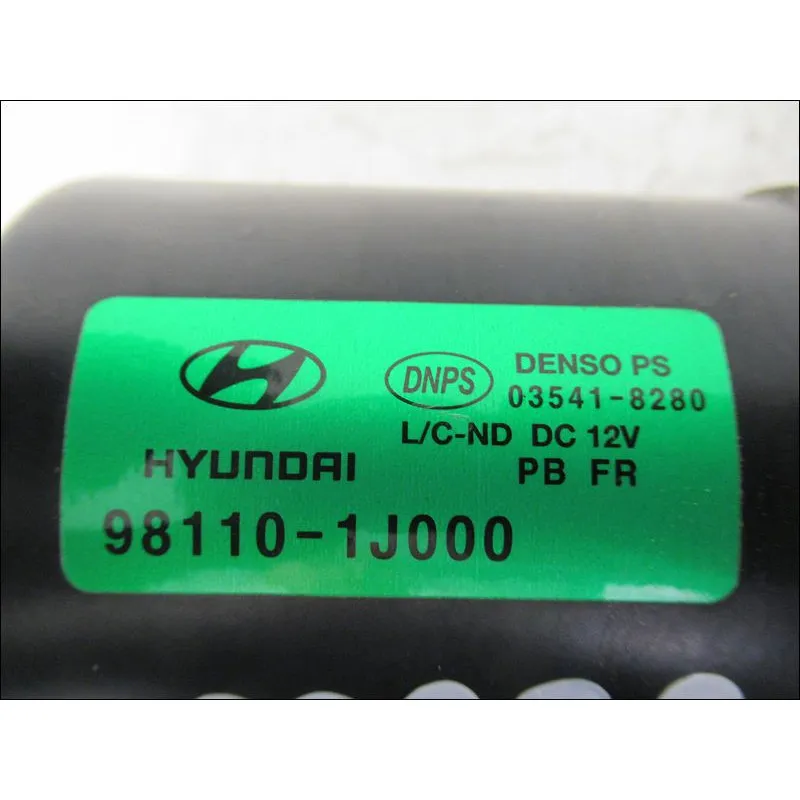 DNPS
DENSO PS
03541-8280
L/C-ND DC 12V
HYUNDAI
PB FR
98110-1J000